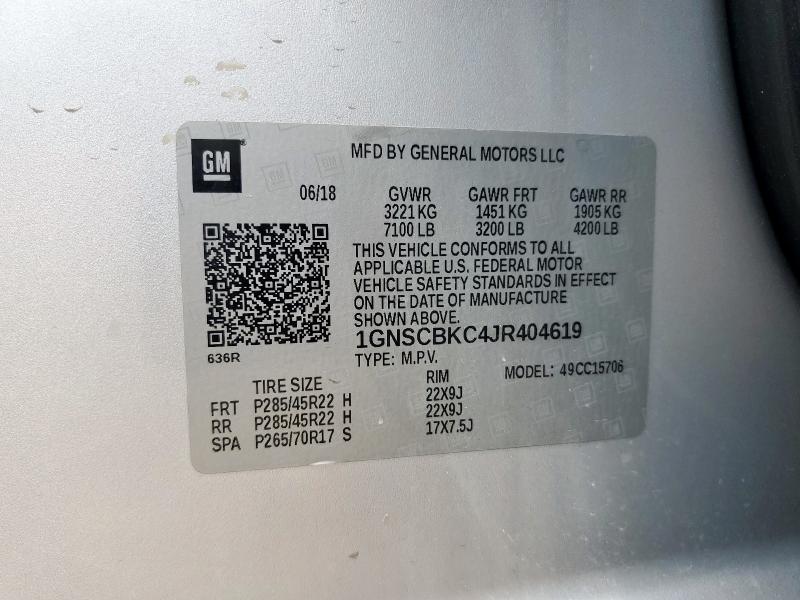 GM
MFD BY GENERAL MOTORS LLC
06/18 GVWR GAWR FRT GAWR RR
3221 KG 1451 KG 1905 KG
7100 LB 3200 LB 4200 LB
THIS VEHICLE CONFORMS TO ALL
APPLICABLE U.S. FEDERAL MOTOR
VEHICLE SAFETY STANDARDS IN EFFECT
ON THE DATE OF MANUFACTURE
SHOWN ABOVE.
1GNSCBKC4JR404619
636R
TYPE: M.P.V.
MODEL: 49CC15706
TIRE SIZE RIM
FRT P285/45R22 H 22X9J
RR P285/45R22 H 22X9J
SPA P265/70R17 S 17X7.5J